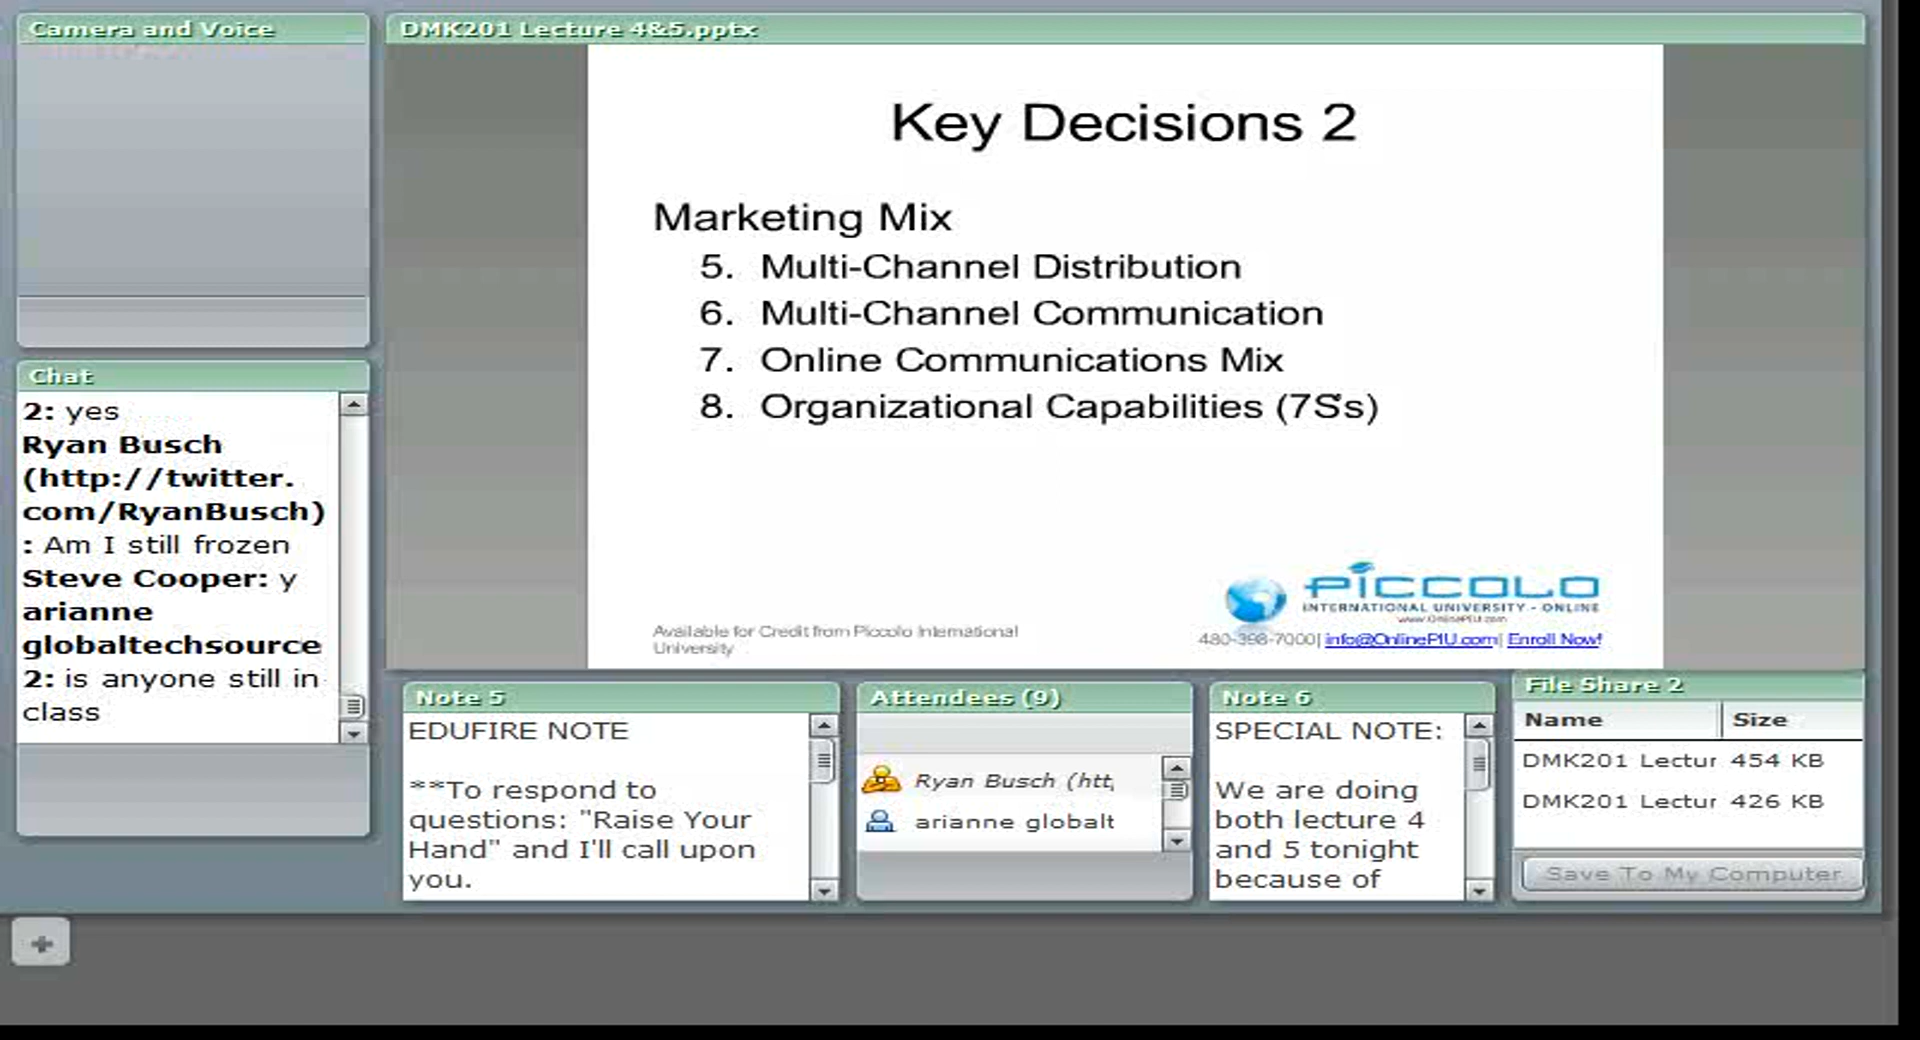 Camera and Voice
DMK201 Lecture 4&5.pptx
Key Decisions 2
Marketing Mix
5. Multi-Channel Distribution
6. Multi-Channel Communication
7. Online Communications Mix
8. Organizational Capabilities (7S's)
PICCOLO
INTERNATIONAL UNIVERSITY - ONLINE
www.OnlinePIU.com
Available for Credit from Piccolo International
University
480-398-7000| info@OnlinePIU.com| Enroll Now!
Chat
2: yes
Ryan Busch
(http://twitter.
com/RyanBusch)
: Am I still frozen
Steve Cooper: y
arianne
globaltechsource
2: is anyone still in
class
Note 5
EDUFIRE NOTE
**To respond to
questions: "Raise Your
Hand" and I'll call upon
you.
Attendees (9)
Ryan Busch (htt
arianne globalt
Note 6
SPECIAL NOTE:
We are doing
both lecture 4
and 5 tonight
because of
File Share 2
Name Size
DMK201 Lectur 454 KB
DMK201 Lectur 426 KB
Save To My Computer